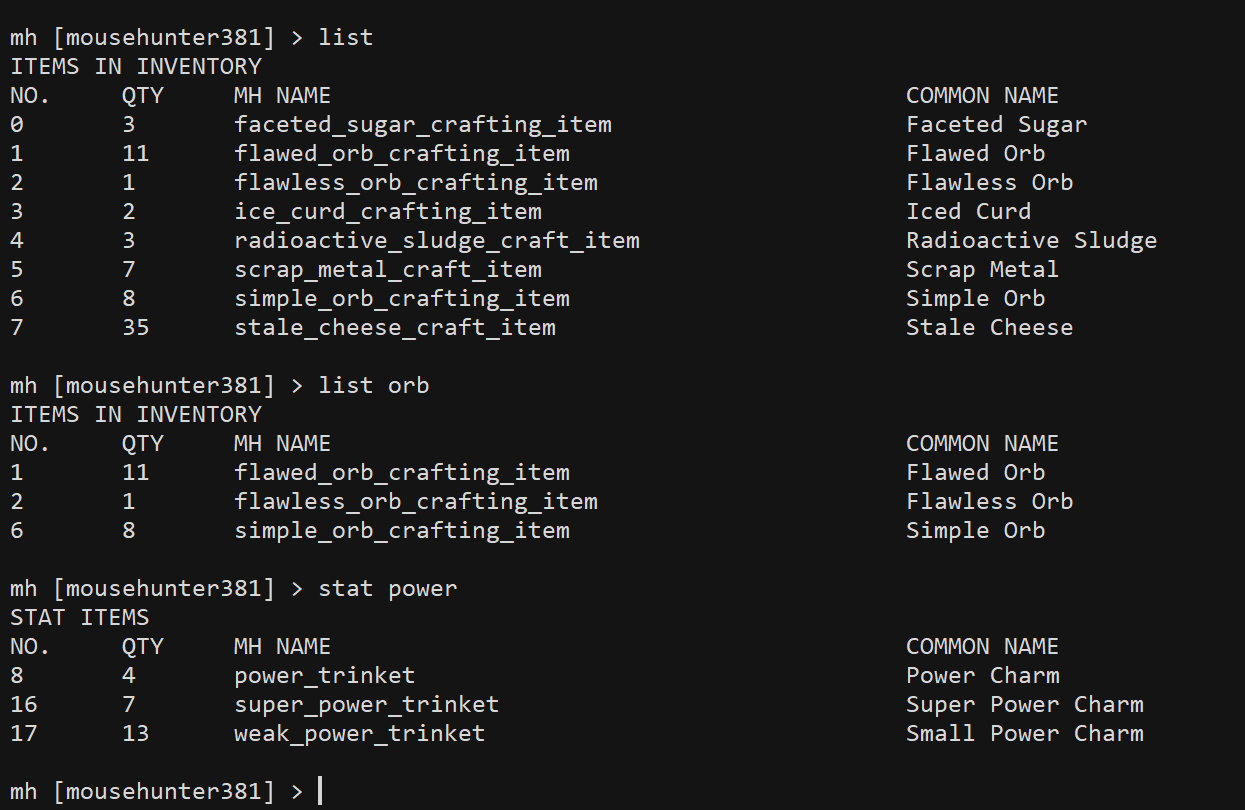 mh [mousehunter381] > list
ITEMS IN INVENTORY
NO. QTY MH NAME COMMON NAME
0 3 faceted_sugar_crafting_item Faceted Sugar
1 11 flawed_orb_crafting_item Flawed Orb
2 1 flawless_orb_crafting_item Flawless Orb
3 2 ice_curd_crafting_item Iced Curd
4 3 radioactive_sludge_craft_item Radioactive Sludge
5 7 scrap_metal_craft_item Scrap Metal
6 8 simple_orb_crafting_item Simple Orb
7 35 stale_cheese_craft_item Stale Cheese
mh [mousehunter381] > list orb
ITEMS IN INVENTORY
NO. QTY MH NAME COMMON NAME
1 11 flawed_orb_crafting_item Flawed Orb
2 1 flawless_orb_crafting_item Flawless Orb
6 8 simple_orb_crafting_item Simple Orb
mh [mousehunter381] > stat power
STAT ITEMS
NO. QTY MH NAME COMMON NAME
8 4 power_trinket Power Charm
16 7 super_power_trinket Super Power Charm
17 13 weak_power_trinket Small Power Charm
mh [mousehunter381] >